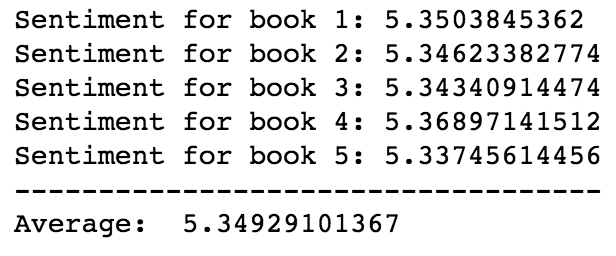 Sentiment for book 1: 5.3503845362
Sentiment for book 2: 5.34623382774
Sentiment for book 3: 5.34340914474
Sentiment for book 4: 5.36897141512
Sentiment for book 5: 5.33745614456
-----------------------------------
Average:  5.34929101367